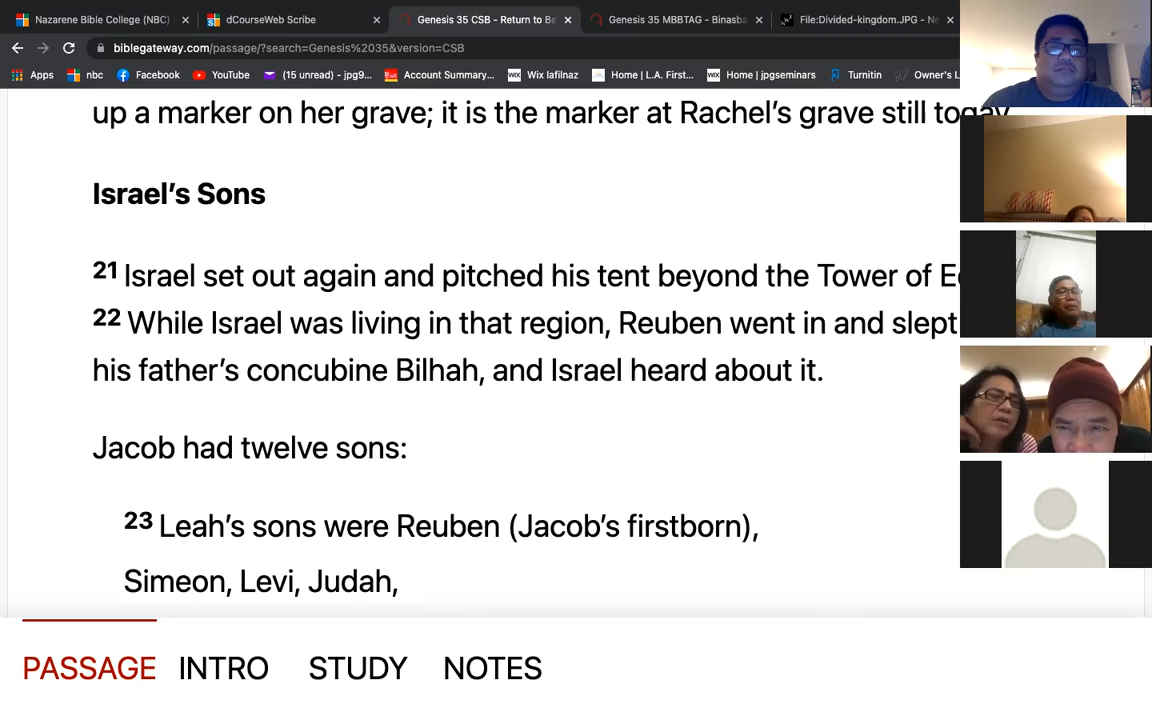 Nazarene Bible College (NBC)
dCourseWeb Scribe
Genesis 35 CSB - Return to Be
Genesis 35 MBBTAG - Binasba
File:Divided-kingdom.JPG - Ne
biblegateway.com/passage/?search=Genesis%2035&version=CSB
Apps nbc Facebook YouTube (15 unread) - jpg9... Account Summary... Wix lafilnaz Home | L.A. First... Home | jpgseminars Turnitin Owner's L
up a marker on her grave; it is the marker at Rachel's grave still today.
Israel's Sons
21 Israel set out again and pitched his tent beyond the Tower of
22 While Israel was living in that region, Reuben went in and slept
his father's concubine Bilhah, and Israel heard about it.
Jacob had twelve sons:
23 Leah's sons were Reuben (Jacob's firstborn),
Simeon, Levi, Judah,
PASSAGE INTRO STUDY NOTES